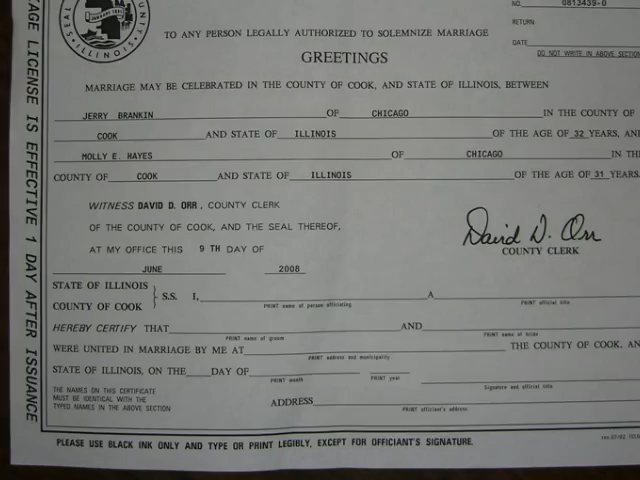 NO. 0813439-0
RETURN
DATE
DO NOT WRITE IN ABOVE SECTION
UNITY
JANUARY 1831
ILLINOIS
TO ANY PERSON LEGALLY AUTHORIZED TO SOLEMNIZE MARRIAGE
GREETINGS
MARRIAGE MAY BE CELEBRATED IN THE COUNTY OF COOK, AND STATE OF ILLINOIS, BETWEEN
JERRY BRANKIN OF CHICAGO IN THE COUNTY OF
COOK AND STATE OF ILLINOIS OF THE AGE OF 32 YEARS, AN
MOLLY E. HAYES OF CHICAGO IN TH
COUNTY OF COOK AND STATE OF ILLINOIS OF THE AGE OF 31 YEARS
WITNESS DAVID D. ORR, COUNTY CLERK
OF THE COUNTY OF COOK, AND THE SEAL THEREOF,
AT MY OFFICE THIS 9 TH DAY OF
David D. Orr
COUNTY CLERK
JUNE 2008
STATE OF ILLINOIS
COUNTY OF COOK } S.S. I, A
PRINT name of person officiating PRINT official title
HEREBY CERTIFY THAT AND
PRINT name of groom PRINT name of bride
WERE UNITED IN MARRIAGE BY ME AT THE COUNTY OF COOK, AN
PRINT address and municipality
STATE OF ILLINOIS, ON THE DAY OF
PRINT month PRINT year Signature and official title
THE NAMES ON THIS CERTIFICATE
MUST BE IDENTICAL WITH THE
TYPED NAMES IN THE ABOVE SECTION
ADDRESS
PRINT officiant's address
PLEASE USE BLACK INK ONLY AND TYPE OR PRINT LEGIBLY, EXCEPT FOR OFFICIANT'S SIGNATURE.
AGE LICENSE IS EFFECTIVE 1 DAY AFTER ISSUANCE